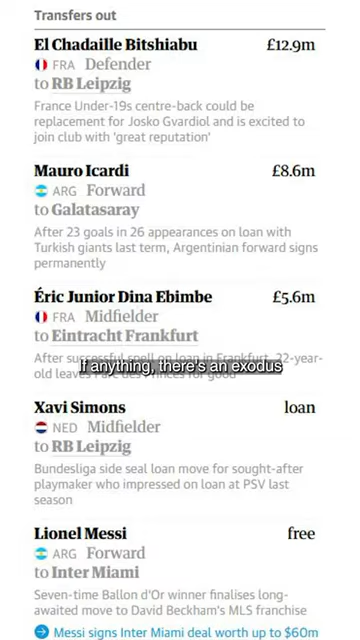 Transfers out
El Chadaille Bitshiabu £12.9m
FRA Defender
to RB Leipzig
France Under-19s centre-back could be
replacement for Josko Gvardiol and is excited to
join club with 'great reputation'
Mauro Icardi £8.6m
ARG Forward
to Galatasaray
After 23 goals in 26 appearances on loan with
Turkish giants last term, Argentinian forward signs
permanently
Éric Junior Dina Ebimbe £5.6m
FRA Midfielder
to Eintracht Frankfurt
After successful spell on loan in Frankfurt, 22-year-
if anything, there's an exodus
old leaves Parc des Princes for good
Xavi Simons loan
NED Midfielder
to RB Leipzig
Bundesliga side seal loan move for sought-after
playmaker who impressed on loan at PSV last
season
Lionel Messi free
ARG Forward
to Inter Miami
Seven-time Ballon d'Or winner finalises long-
awaited move to David Beckham's MLS franchise
Messi signs Inter Miami deal worth up to $60m